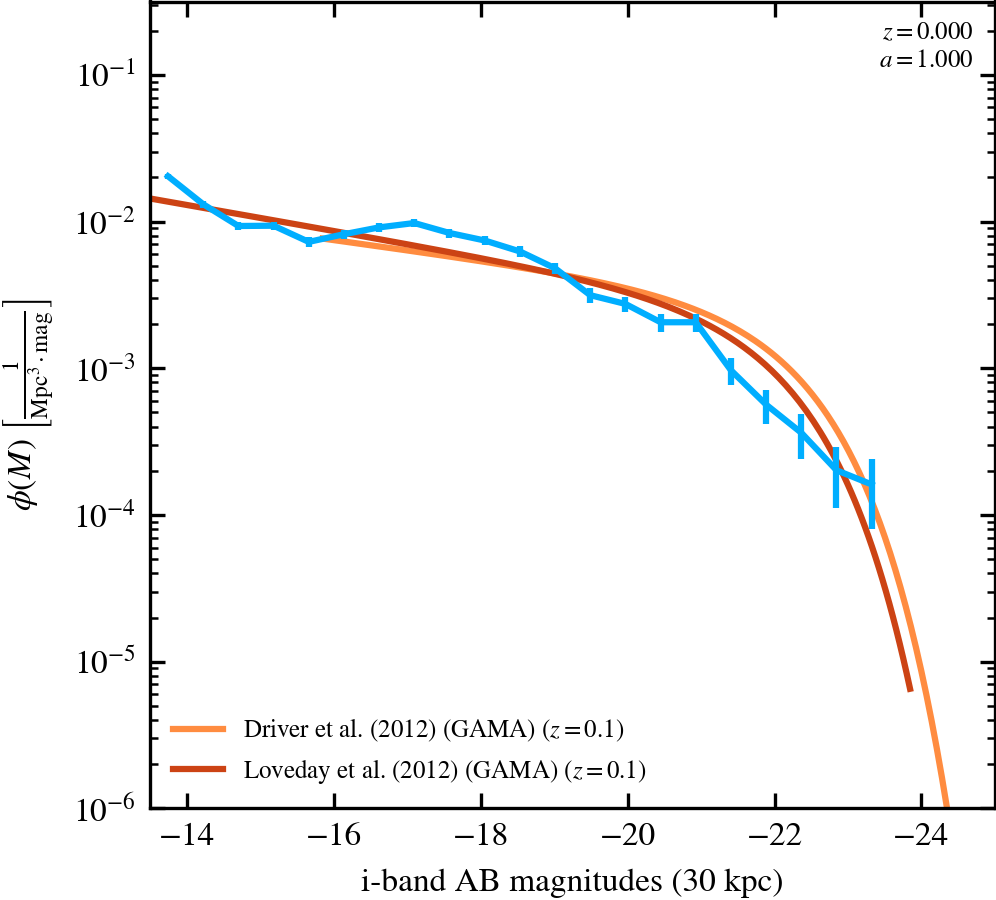 z = 0.000
a = 1.000
10⁻¹
10⁻²
10⁻³
10⁻⁴
10⁻⁵
10⁻⁶
ϕ(M) [1 / Mpc³ · mag]
Driver et al. (2012) (GAMA) (z = 0.1)
Loveday et al. (2012) (GAMA) (z = 0.1)
−14 −16 −18 −20 −22 −24
i-band AB magnitudes (30 kpc)